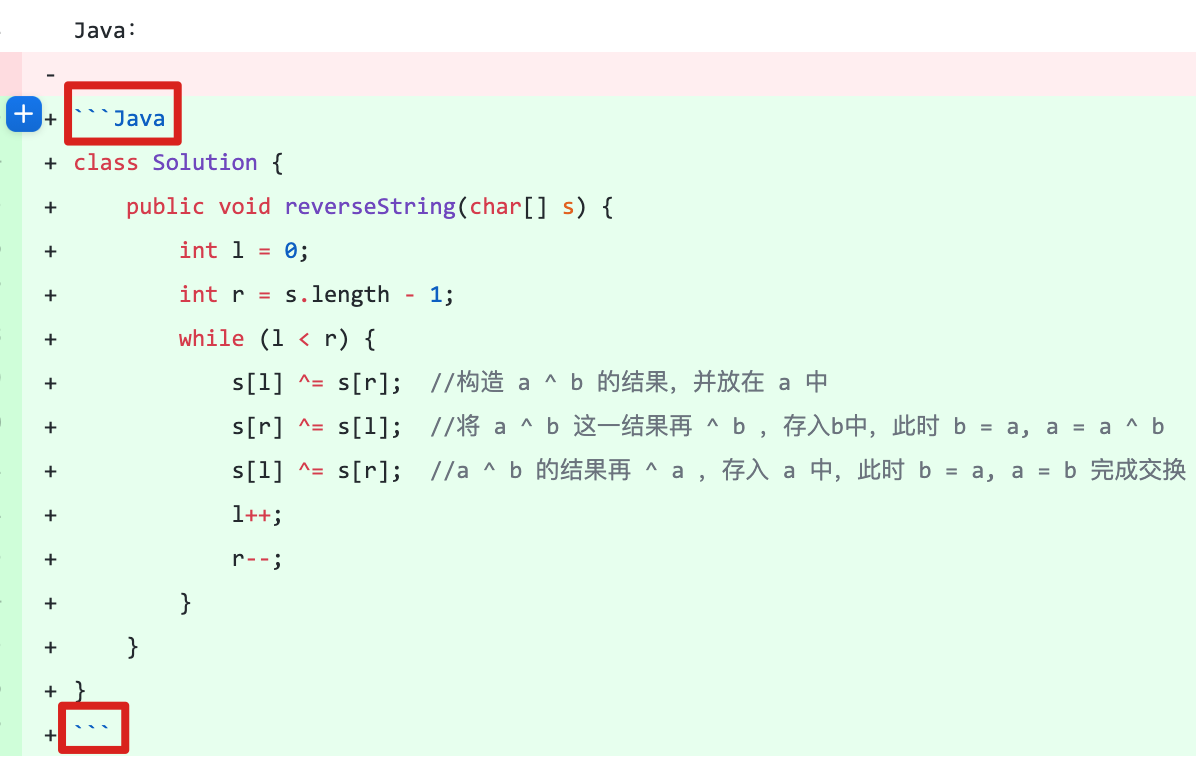 Java：
-
+ ```Java
+ class Solution {
+     public void reverseString(char[] s) {
+         int l = 0;
+         int r = s.length - 1;
+         while (l < r) {
+             s[l] ^= s[r];  //构造 a ^ b 的结果，并放在 a 中
+             s[r] ^= s[l];  //将 a ^ b 这一结果再 ^ b ，存入b中，此时 b = a, a = a ^ b
+             s[l] ^= s[r];  //a ^ b 的结果再 ^ a ，存入 a 中，此时 b = a, a = b 完成交换
+             l++;
+             r--;
+         }
+     }
+ }
+ ```